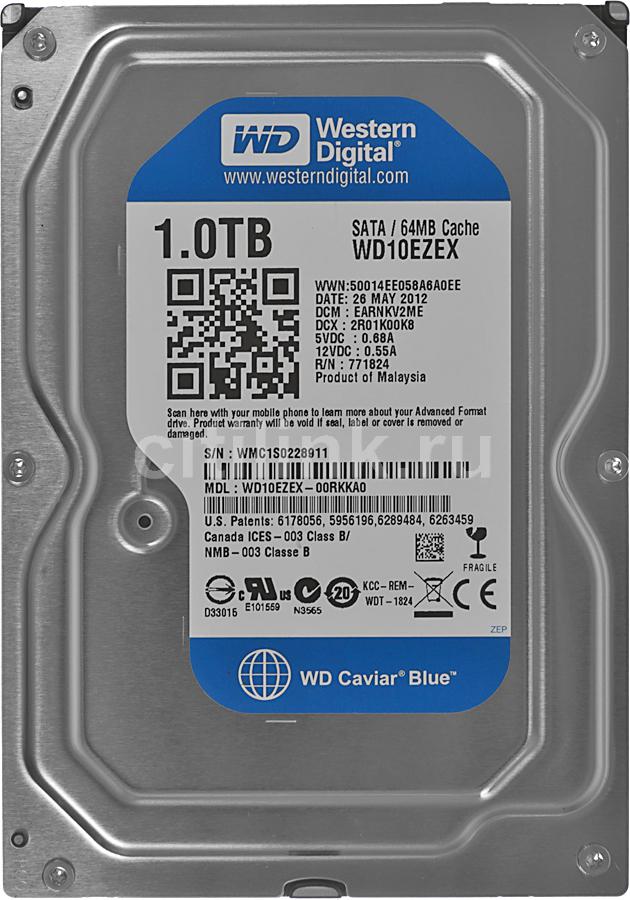 WD Western
Digital®
www.westerndigital.com
1.0TB
SATA / 64MB Cache
WD10EZEX
WWN:50014EE058A6A0EE
DATE: 26 MAY 2012
DCM : EARNKV2ME
DCX : 2R01K00K8
5VDC : 0.68A
12VDC : 0.55A
R/N : 771824
Product of Malaysia
Scan here with your mobile phone to learn more about your Advanced Format
drive. Product warranty will be void if seal, label or cover is removed or
damaged.
citilink.ru
S/N : WMC1S0228911
MDL : WD10EZEX-00RKKA0
U.S. Patents: 6178056, 5956196,6289484, 6263459
Canada ICES-003 Class B/
NMB-003 Classe B
FRAGILE
D33015
c UL us
E101559
N3565
20
KCC-REM-
WDT-1824
CE
ZEP
WD Caviar® Blue™